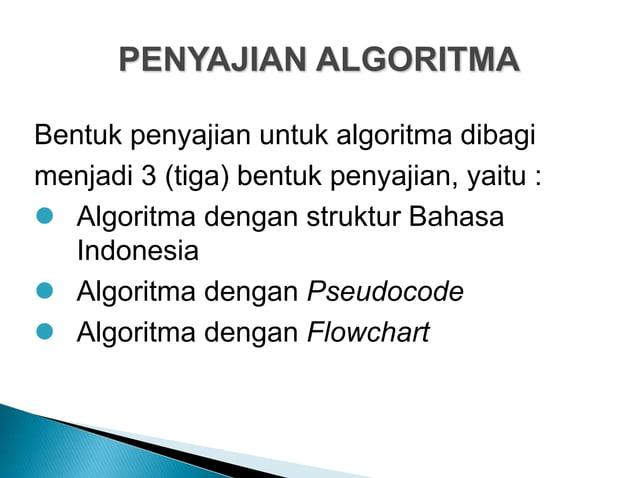 PENYAJIAN ALGORITMA
Bentuk penyajian untuk algoritma dibagi
menjadi 3 (tiga) bentuk penyajian, yaitu :
Algoritma dengan struktur Bahasa
Indonesia
Algoritma dengan Pseudocode
Algoritma dengan Flowchart